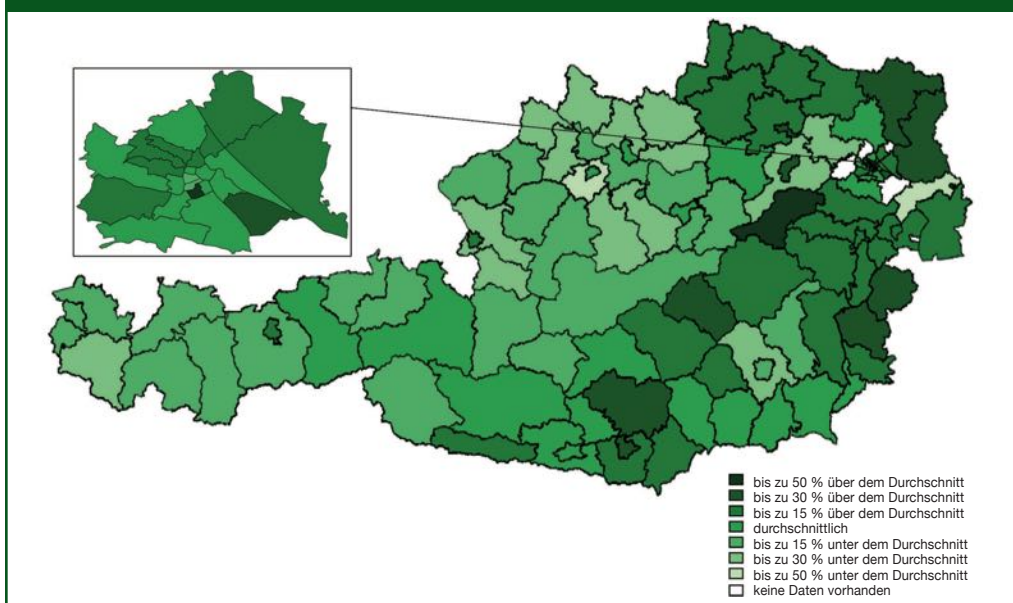 bis zu 50 % über dem Durchschnitt
bis zu 30 % über dem Durchschnitt
bis zu 15 % über dem Durchschnitt
durchschnittlich
bis zu 15 % unter dem Durchschnitt
bis zu 30 % unter dem Durchschnitt
bis zu 50 % unter dem Durchschnitt
keine Daten vorhanden